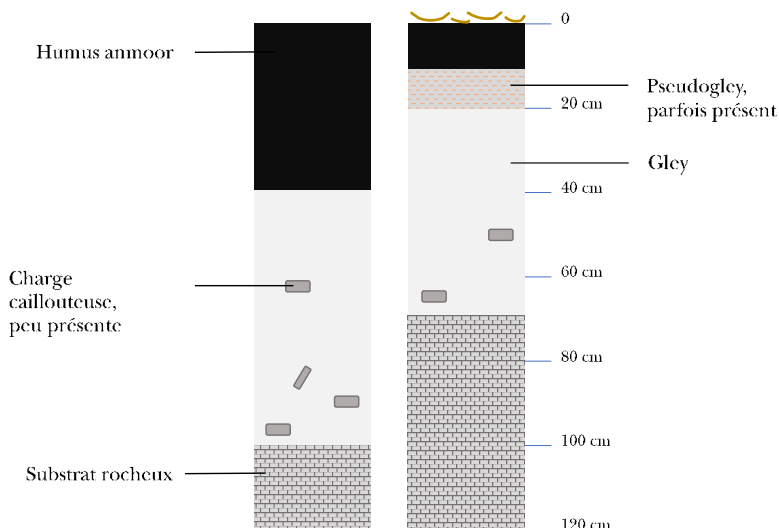 Humus anmoor
0
Pseudogley,
parfois présent
20 cm
Gley
40 cm
Charge
caillouteuse,
peu présente
60 cm
80 cm
100 cm
Substrat rocheux
120 cm